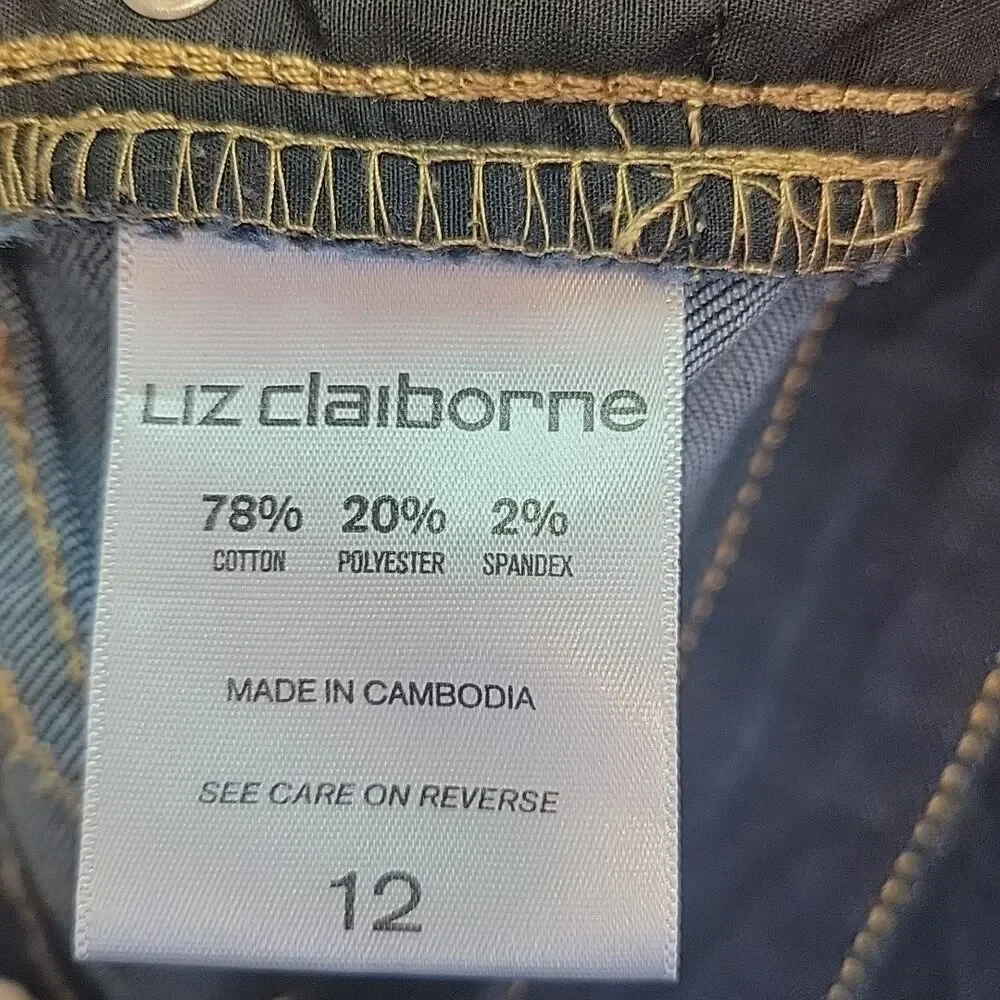 Liz claiborne
78% 20% 2%
COTTON POLYESTER SPANDEX
MADE IN CAMBODIA
SEE CARE ON REVERSE
12